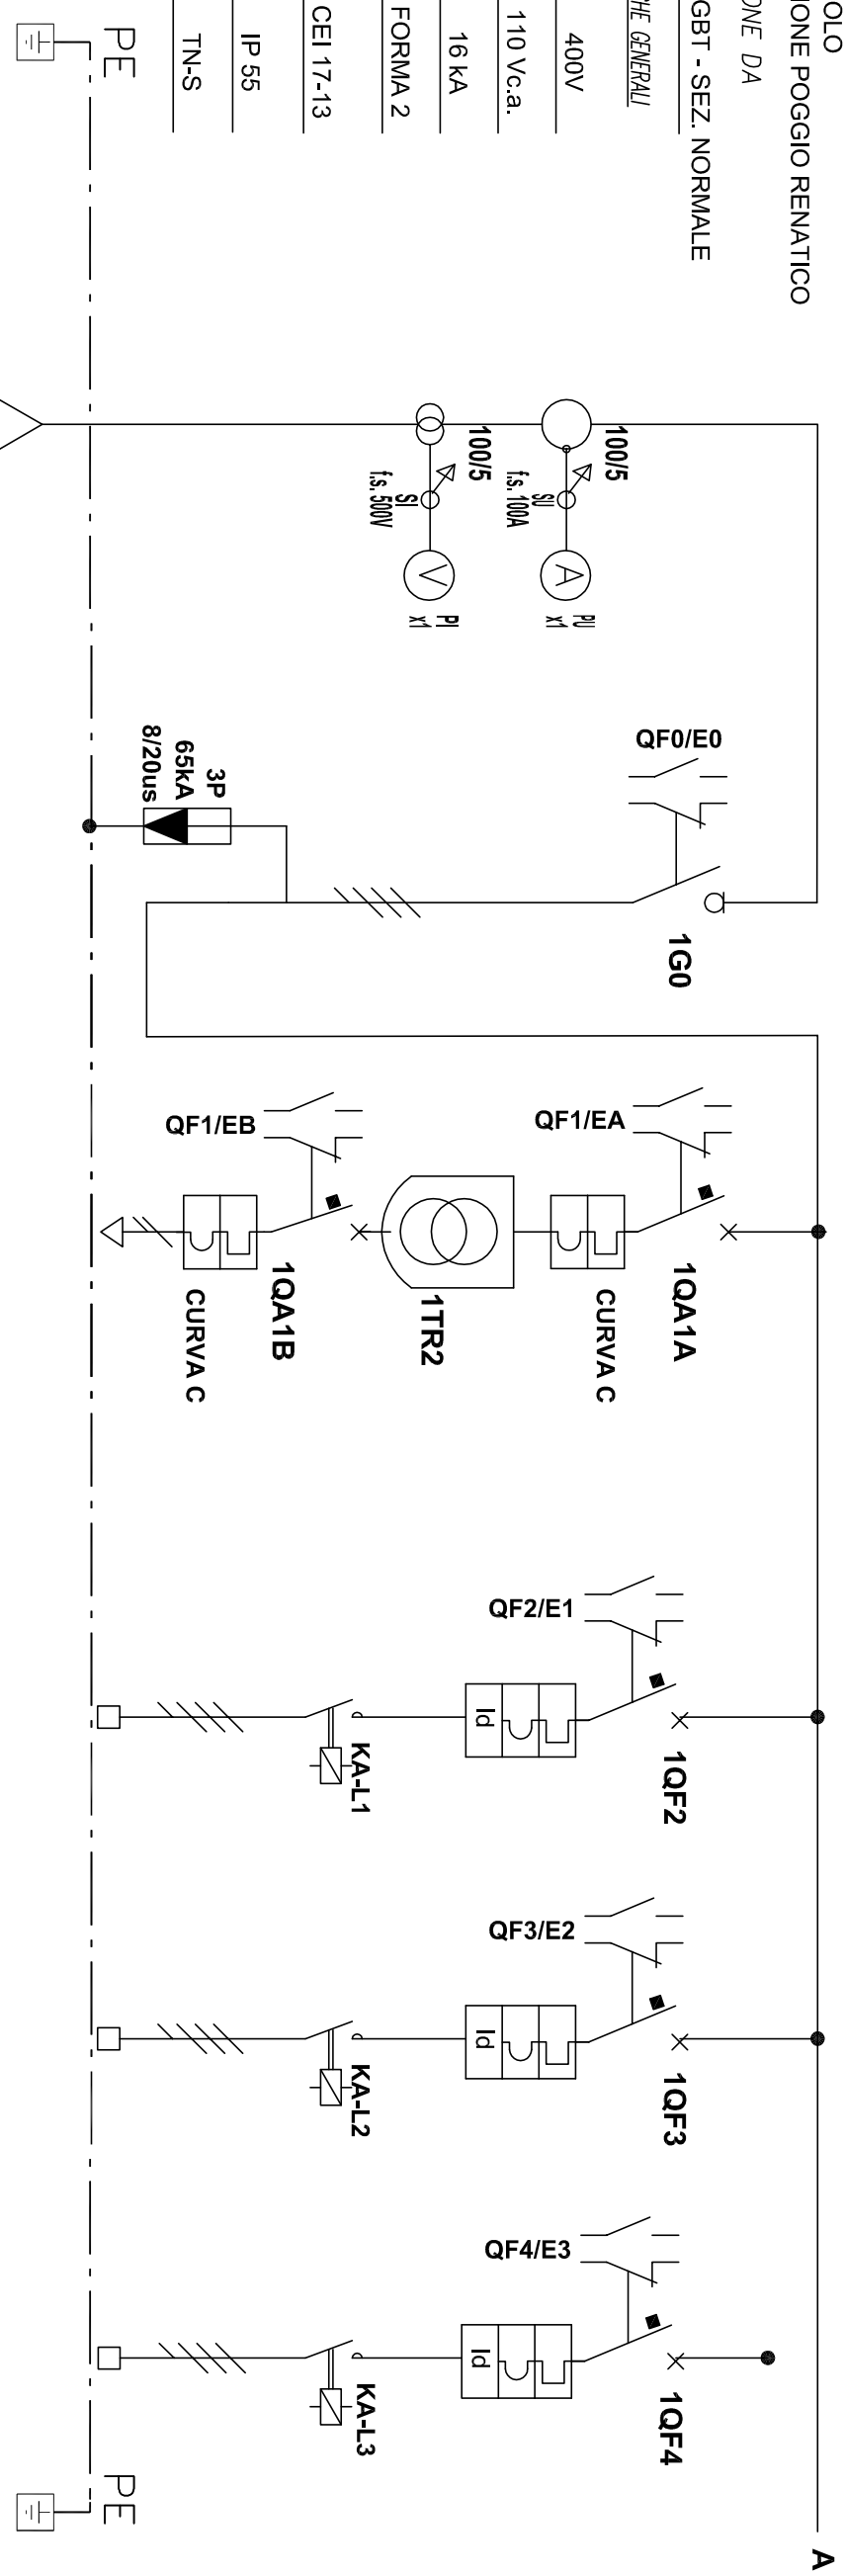 OLO
IONE POGGIO RENATICO
ONE DA
GBT - SEZ. NORMALE
HE GENERALI
400V
110 Vc.a.
16 kA
FORMA 2
CEI 17-13
IP 55
TN-S
PE
100/5
SU
f.s. 100A
A
PU
x1
100/5
SI
f.s. 500V
V
PI
x1
QF0/E0
1G0
3P
65kA
8/20us
QF1/EA
1QA1A
CURVA C
1TR2
QF1/EB
1QA1B
CURVA C
QF2/E1
1QF2
Id
KA-L1
QF3/E2
1QF3
Id
KA-L2
QF4/E3
1QF4
Id
KA-L3
PE
A